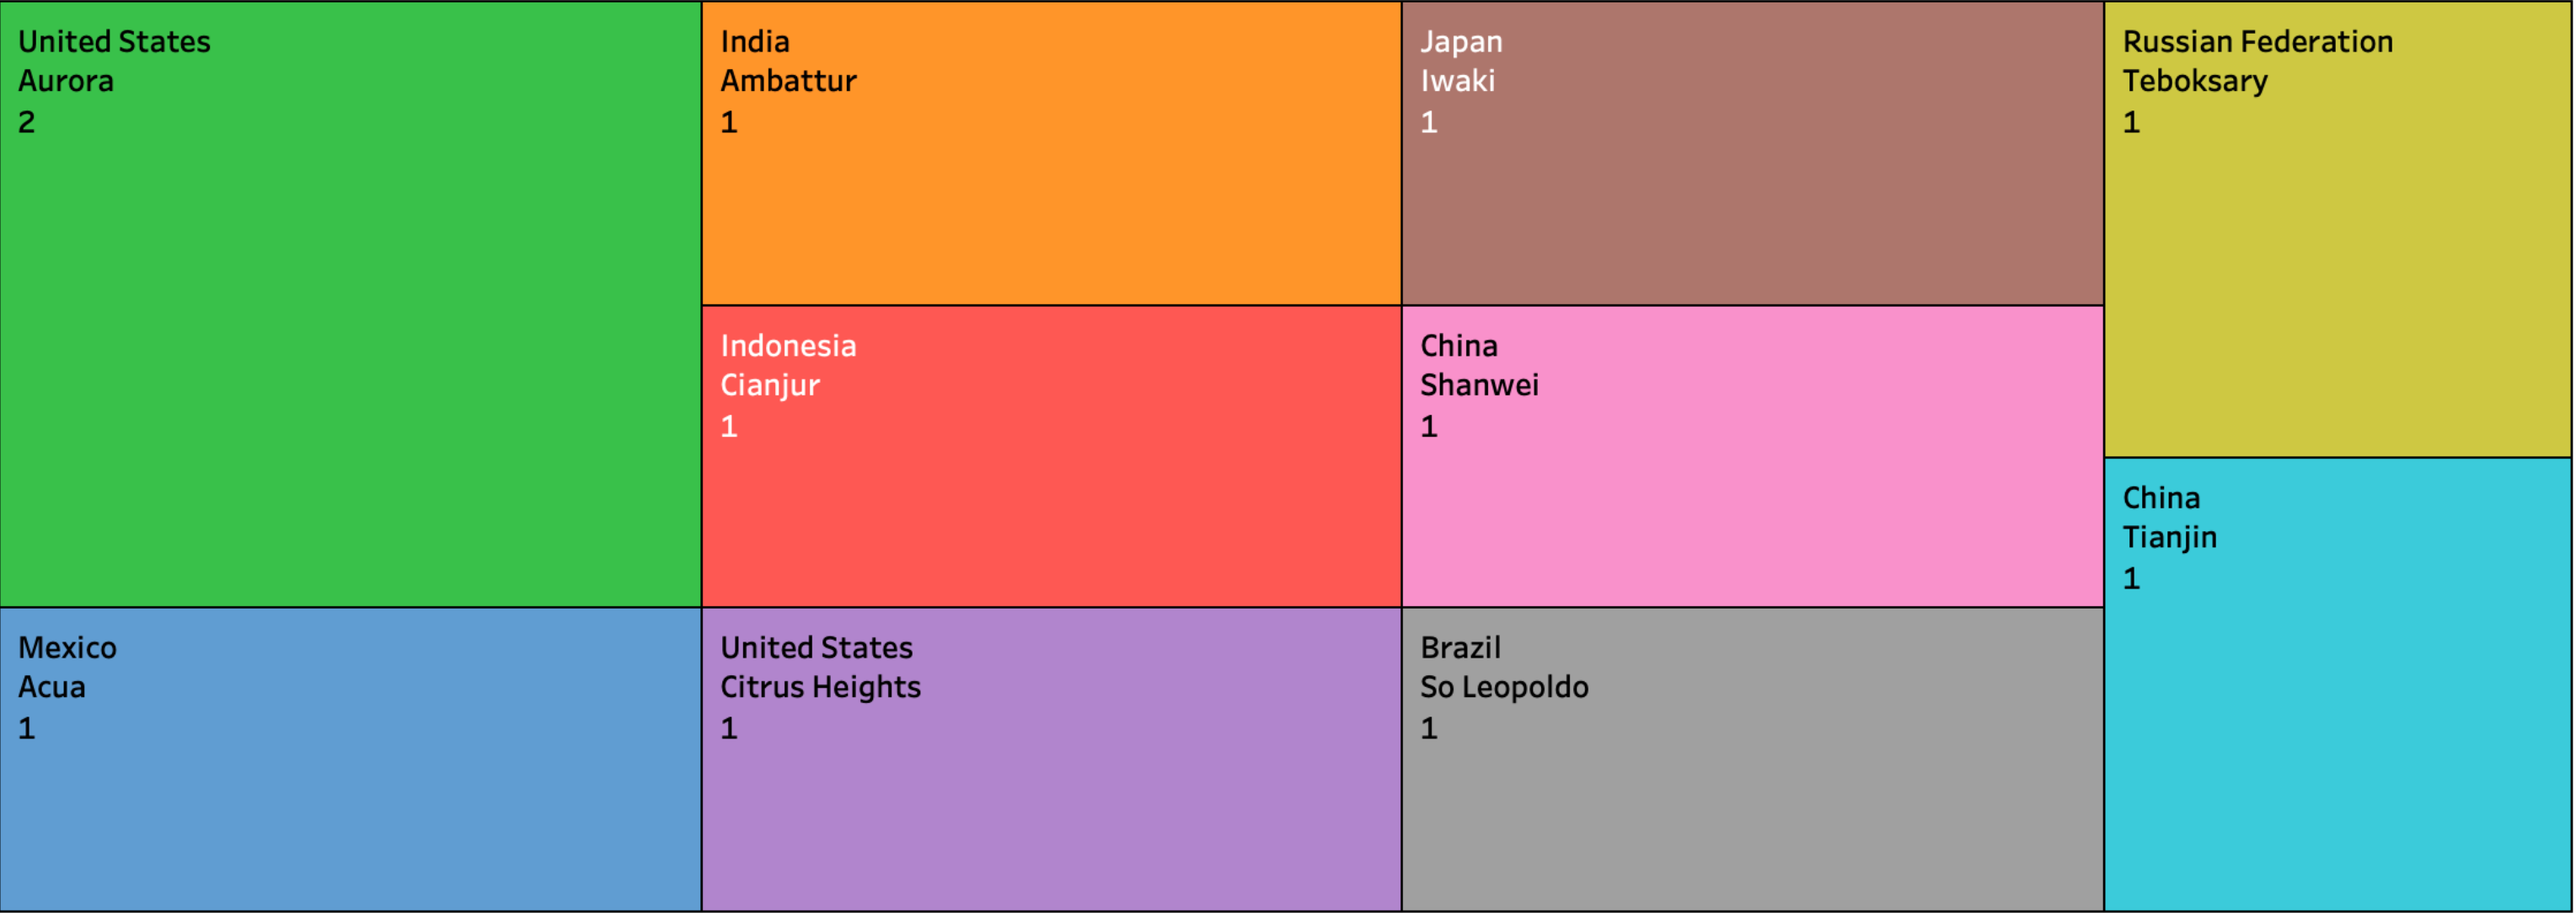 United States
Aurora
2
India
Ambattur
1
Japan
Iwaki
1
Russian Federation
Teboksary
1
Indonesia
Cianjur
1
China
Shanwei
1
China
Tianjin
1
Mexico
Acua
1
United States
Citrus Heights
1
Brazil
So Leopoldo
1